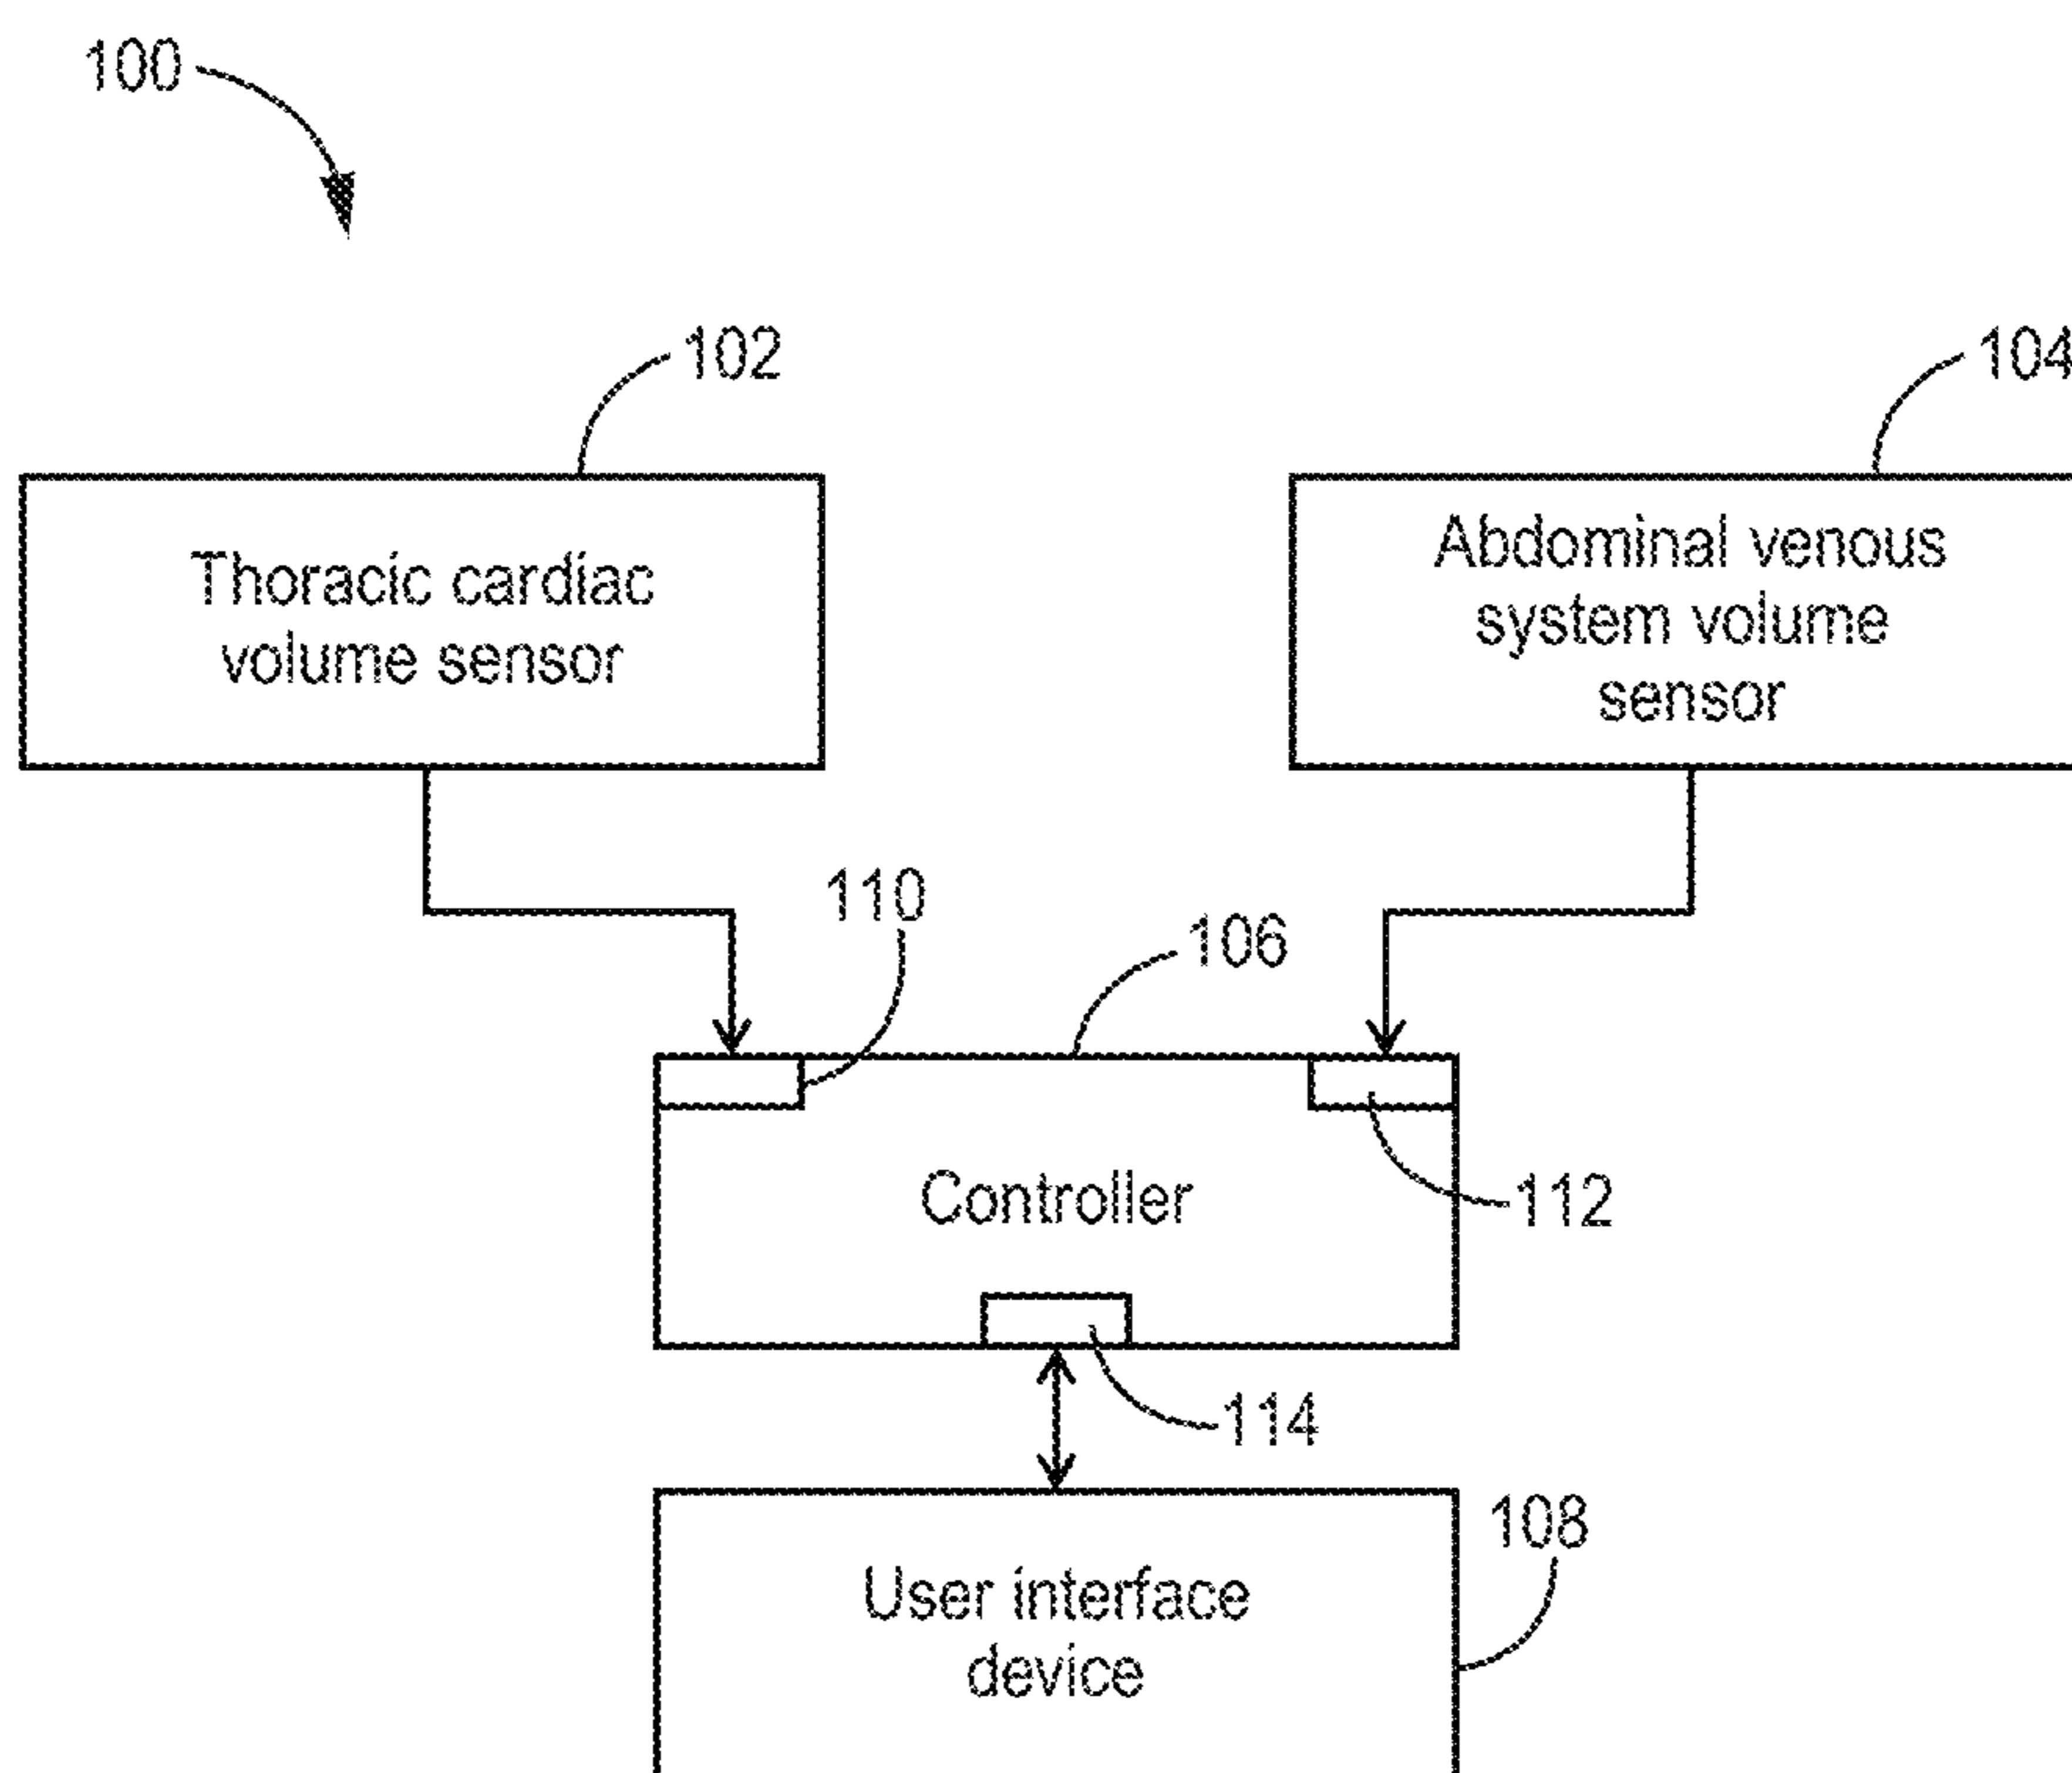 100
102
104
Thoracic cardiac
volume sensor
Abdominal venous
system volume
sensor
110
106
Controller
112
114
108
User interface
device